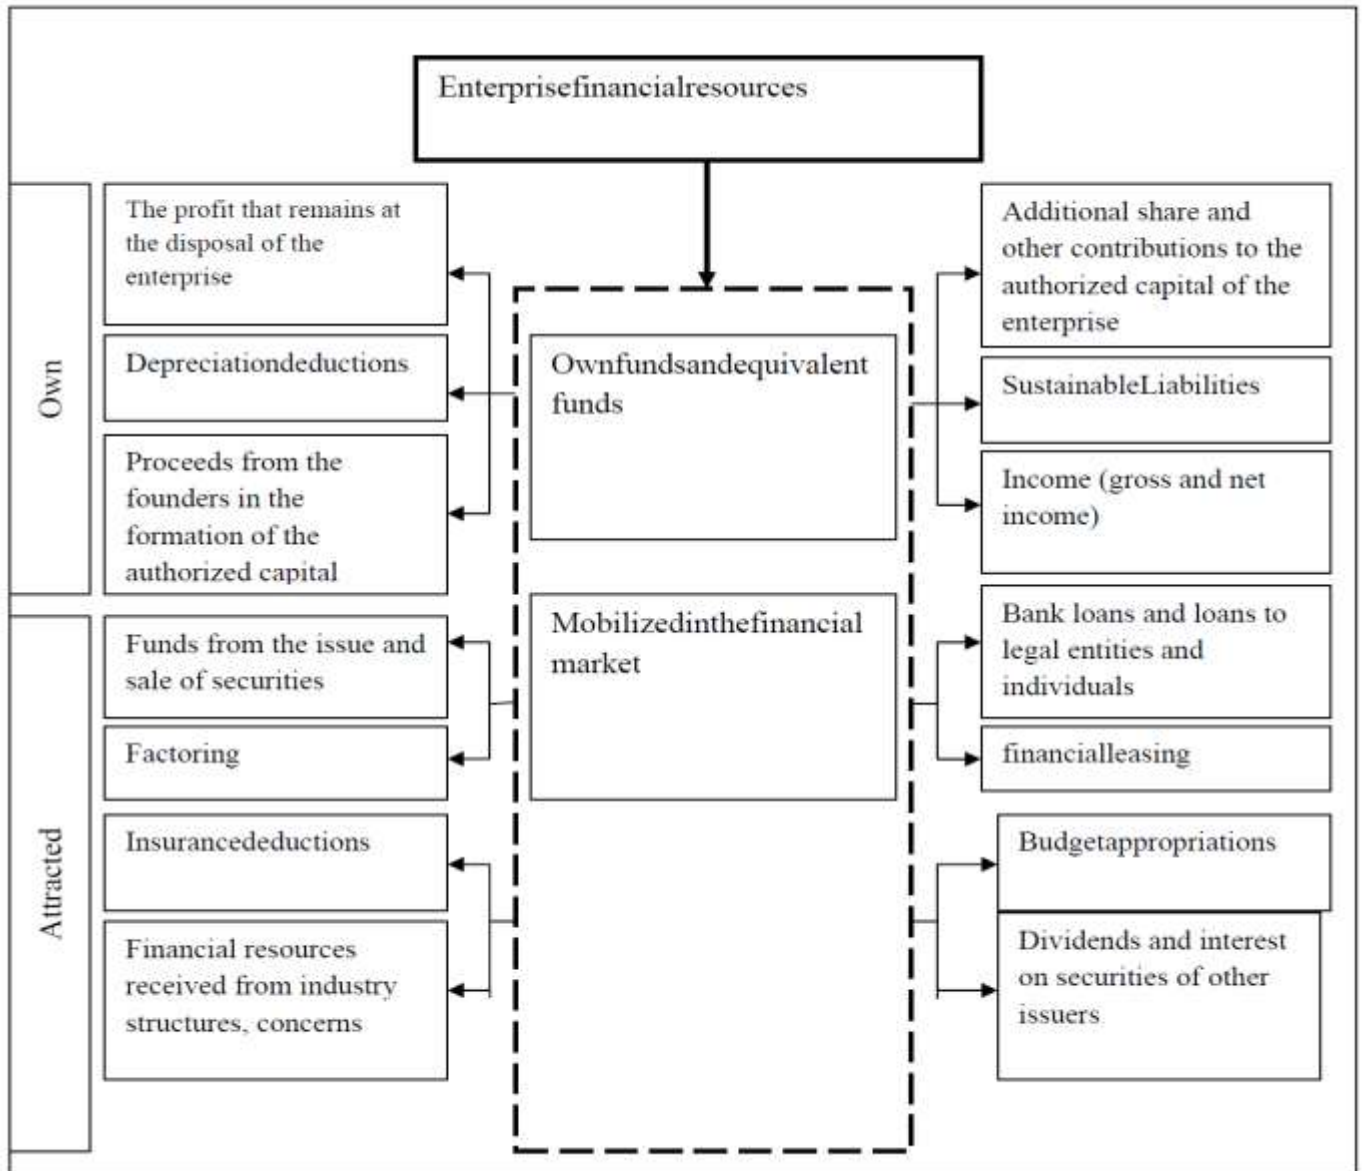 Enterprisefinancialresources
Own
The profit that remains at
the disposal of the
enterprise
Depreciationdeductions
Proceeds from the
founders in the
formation of the
authorized capital
Ownfundsandequivalent
funds
Additional share and
other contributions to the
authorized capital of the
enterprise
SustainableLiabilities
Income (gross and net
income)
Attracted
Funds from the issue and
sale of securities
Factoring
Mobilizedinthefinancial
market
Bank loans and loans to
legal entities and
individuals
financialleasing
Insurancedeductions
Financial resources
received from industry
structures, concerns
Budgetappropriations
Dividends and interest
on securities of other
issuers